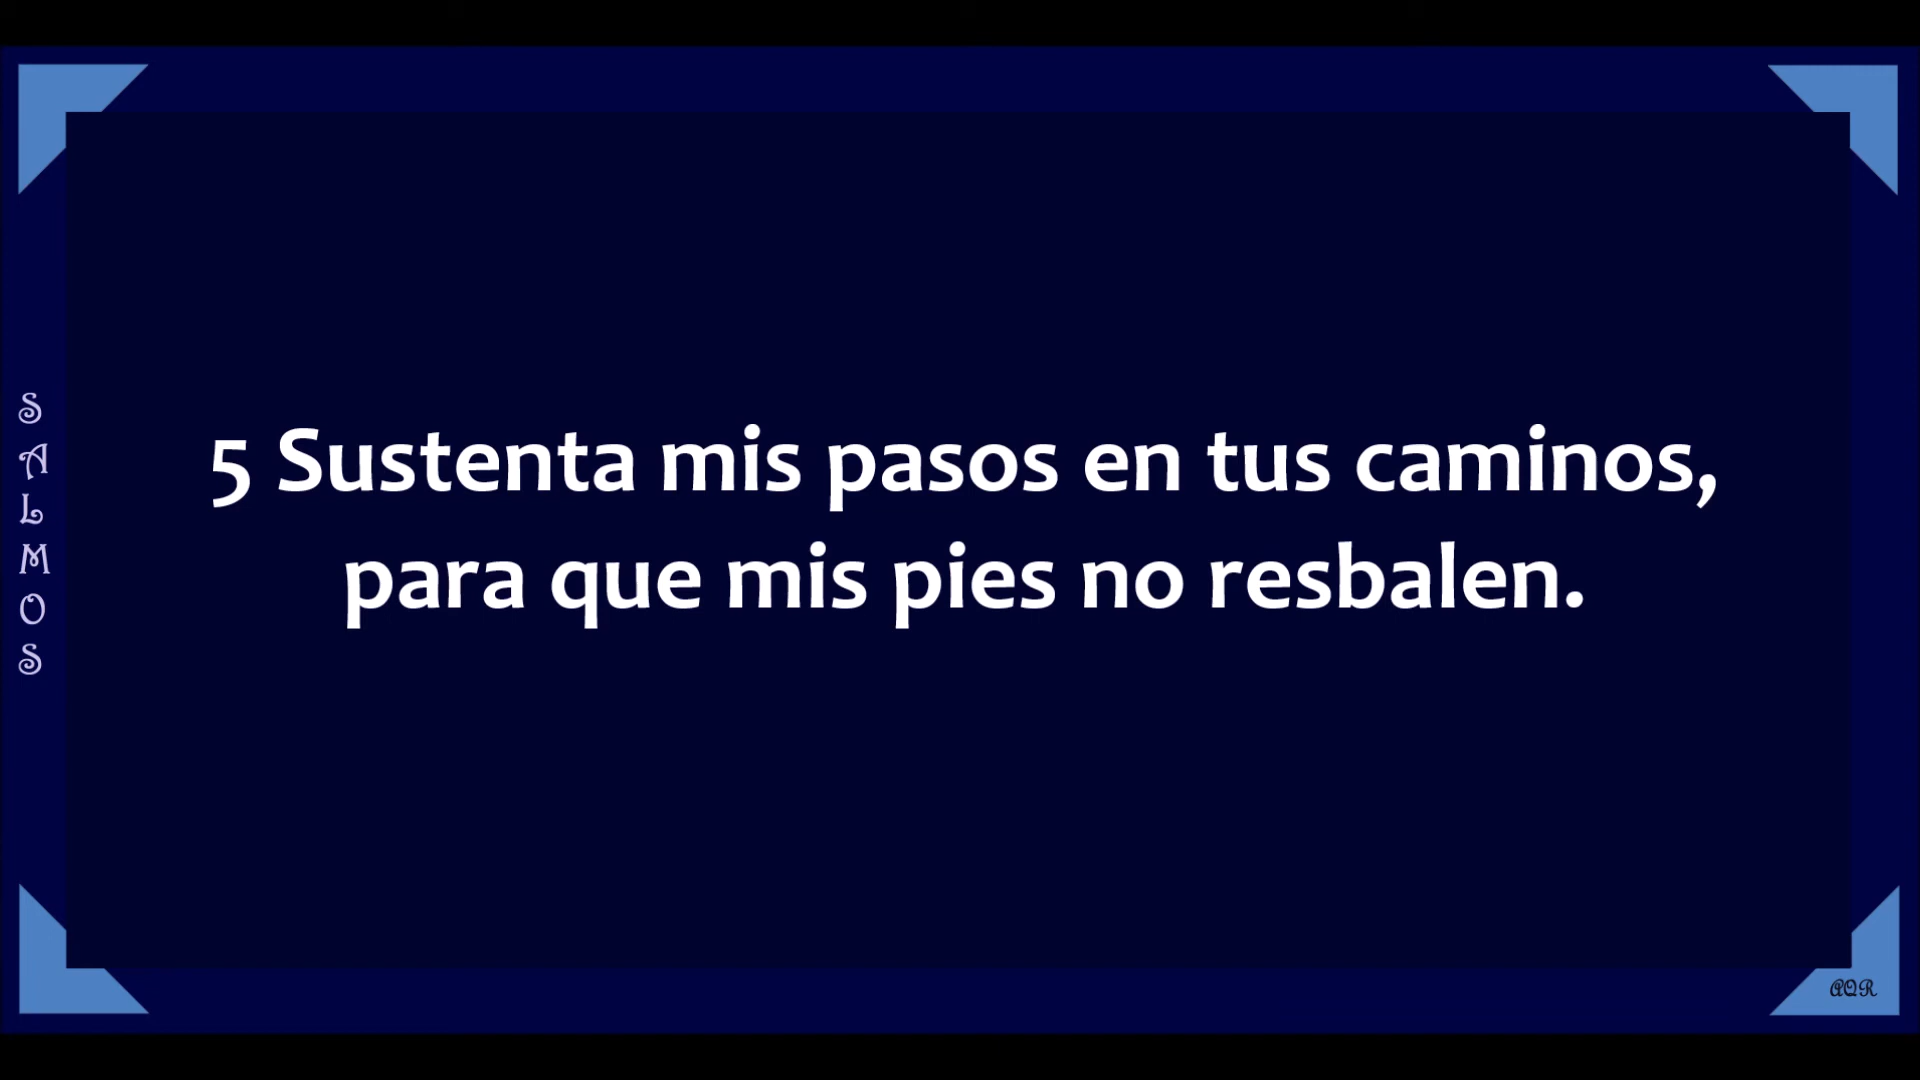 SALMOS
5 Sustenta mis pasos en tus caminos,
para que mis pies no resbalen.
AQR